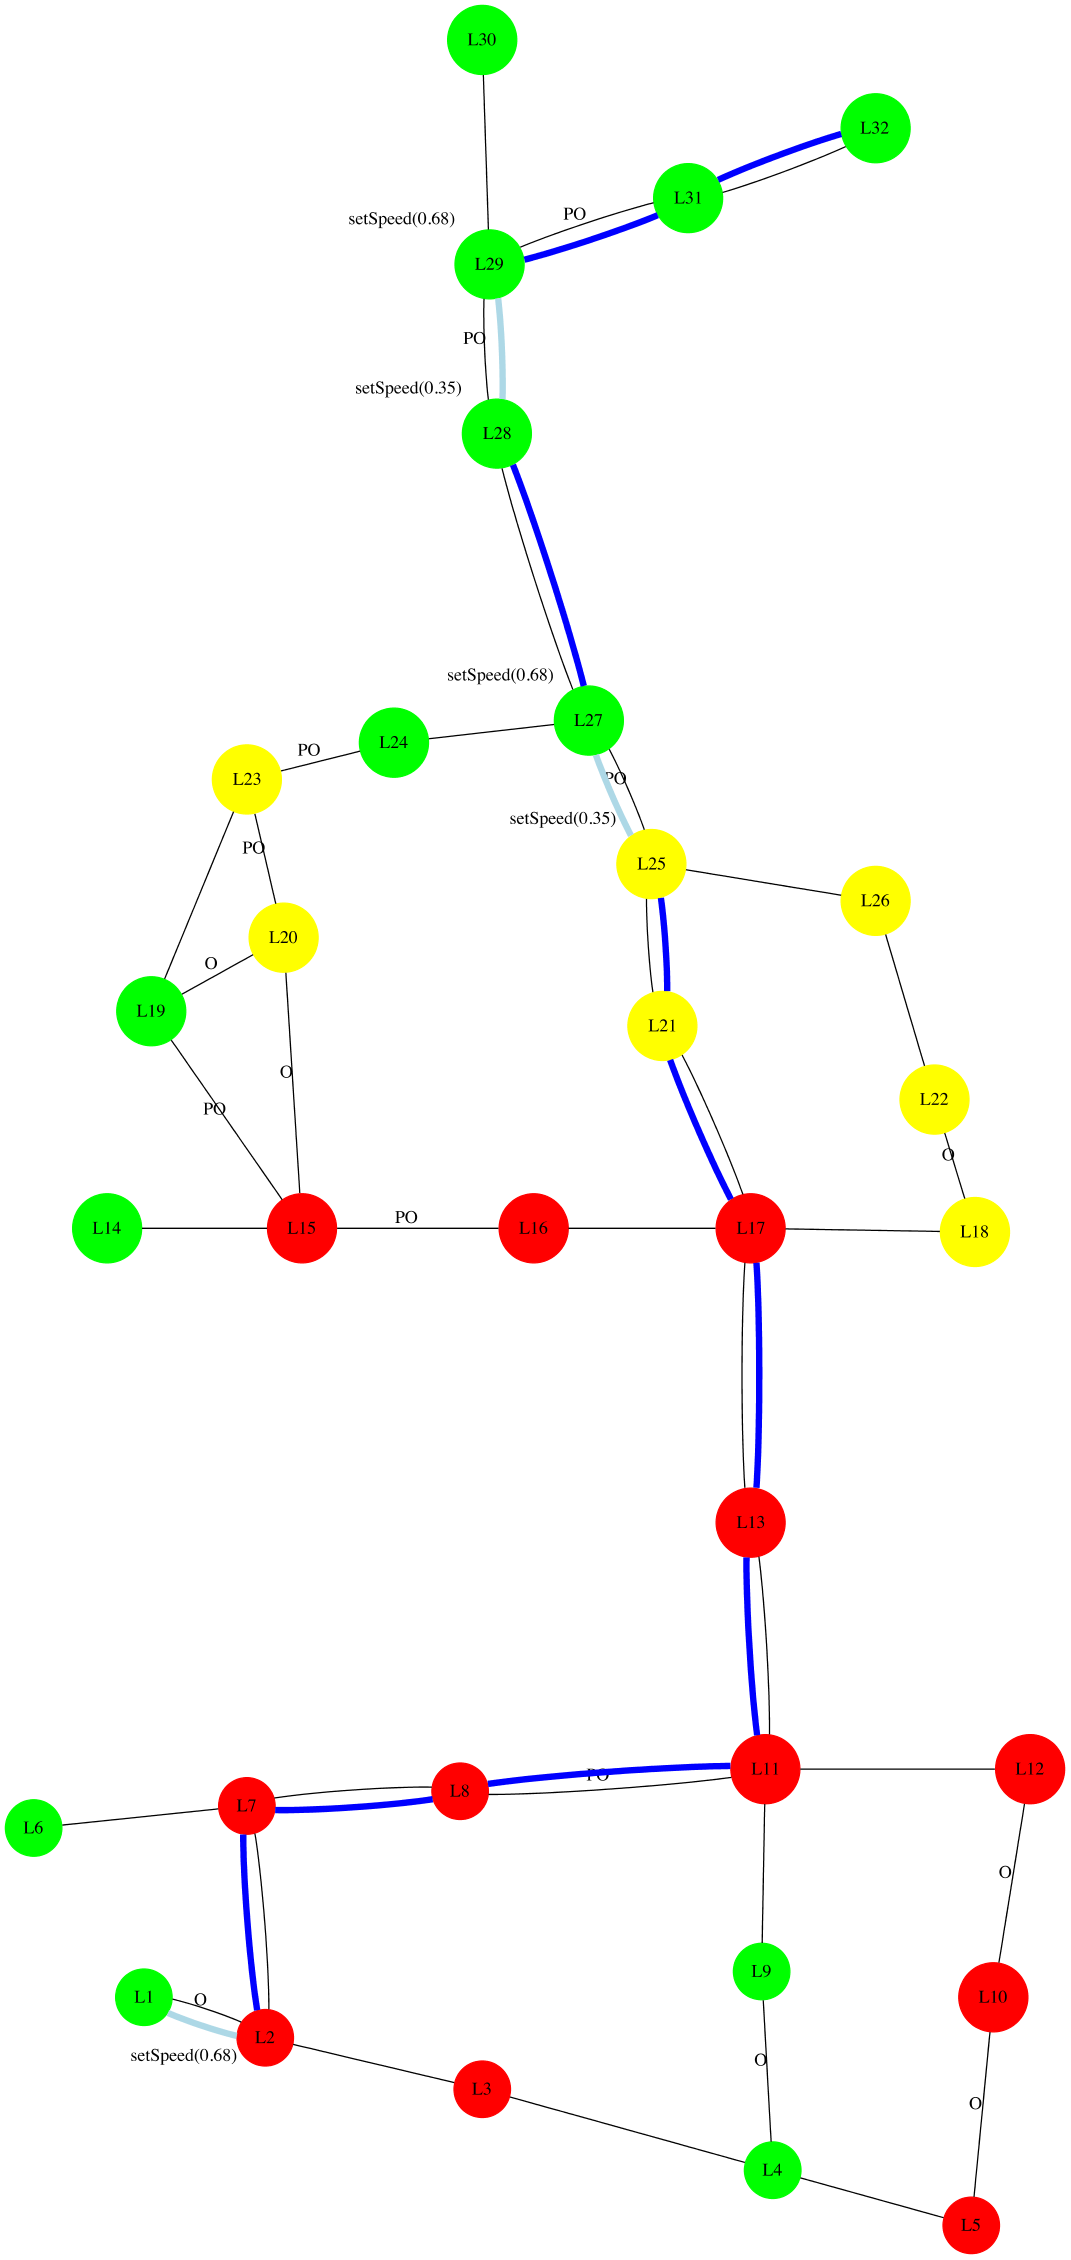 L30
L32
L31
PO
setSpeed(0.68)
L29
PO
setSpeed(0.35)
L28
setSpeed(0.68)
L27
L24
PO
L23
PO
setSpeed(0.35)
PO
L25
L26
L20
O
L19
L21
O
PO
L22
O
L14
L15
PO
L16
L17
L18
L13
L11
L12
PO
L8
L7
L6
O
L9
L10
L1
O
L2
setSpeed(0.68)
O
L3
O
L4
L5